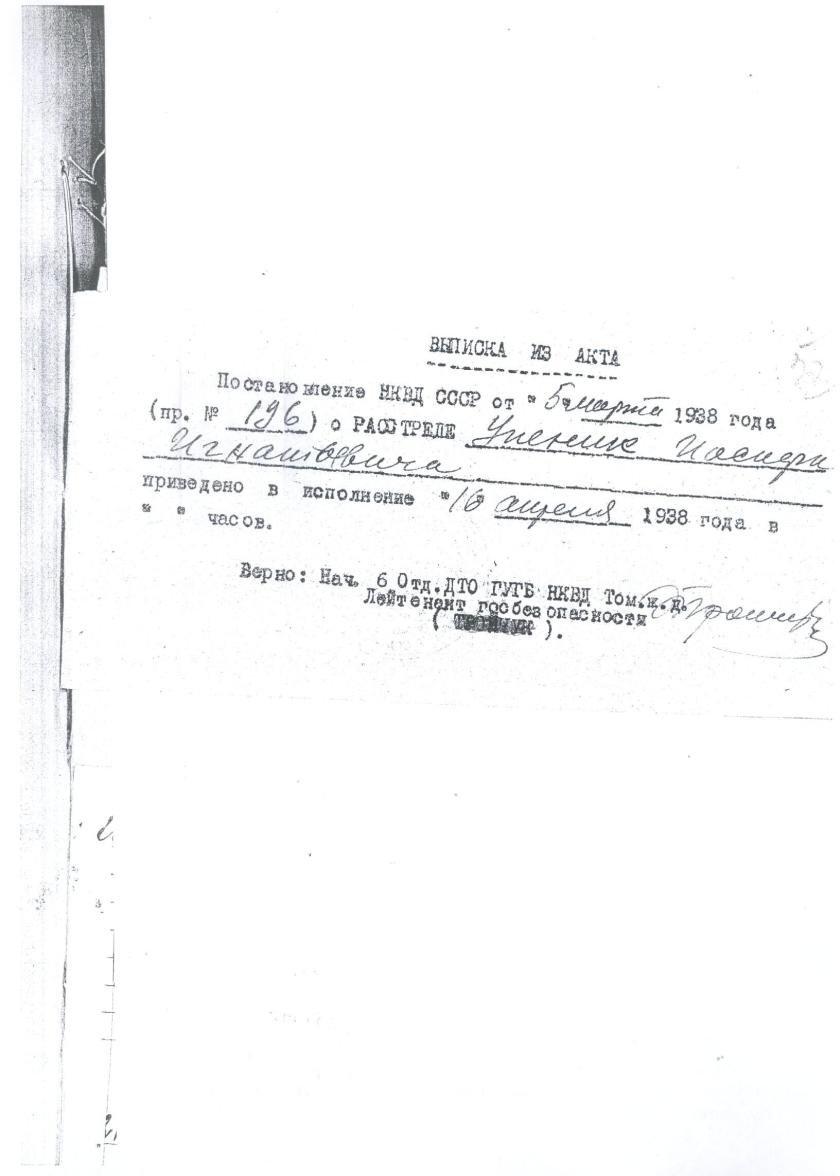 ВЫПИСКА ИЗ АКТА
Постановление НКВД СССР от "5" марта 1938 года
(пр. № 196) о РАССТРЕЛЕ Упеник Иосифа
Игнатьевича
приведено в исполнение "16" апреля 1938 года в
" " часов.
Верно: Нач. 6 Отд. ДТО ГУГБ НКВД Том.ж.д.
Лейтенант госбезопасности
( ).